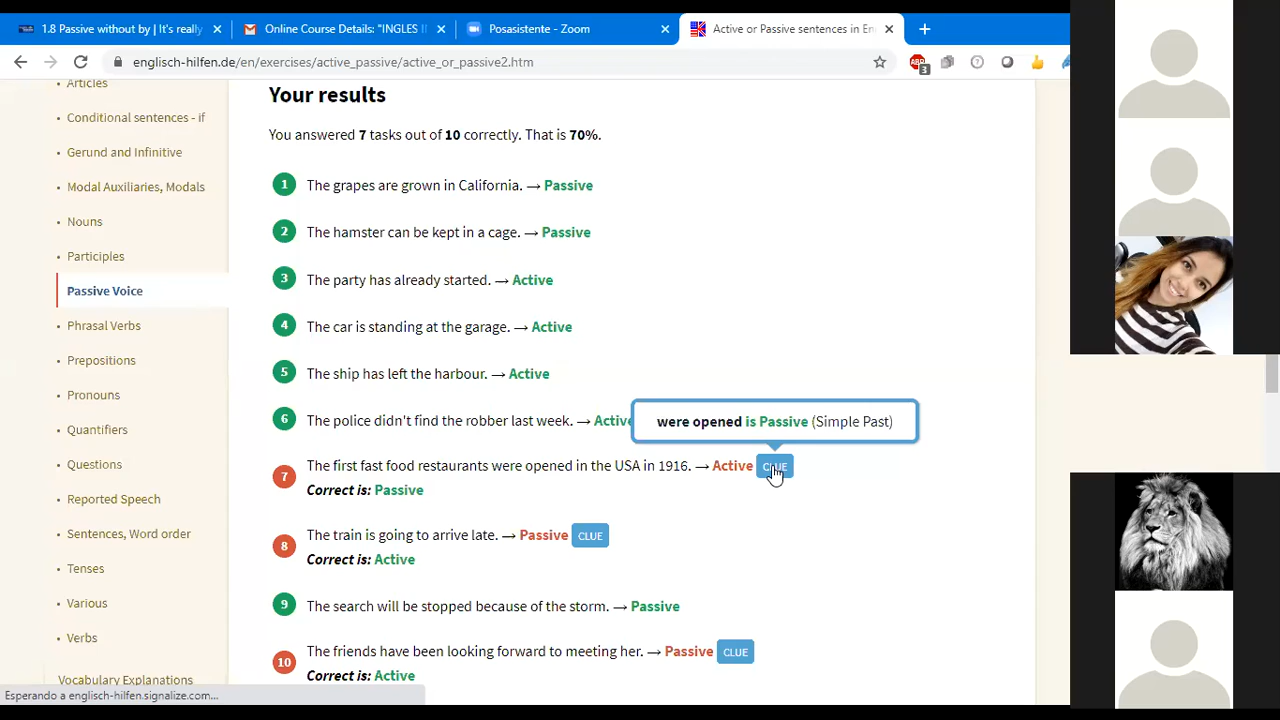 1.8 Passive without by | It's really
Online Course Details: "INGLES II
Posasistente - Zoom
Active or Passive sentences in En
englisch-hilfen.de/en/exercises/active_passive/active_or_passive2.htm
ABP
3
Articles
Conditional sentences - if
Gerund and Infinitive
Modal Auxiliaries, Modals
Nouns
Participles
Passive Voice
Phrasal Verbs
Prepositions
Pronouns
Quantifiers
Questions
Reported Speech
Sentences, Word order
Tenses
Various
Verbs
Vocabulary Explanations
Your results
You answered 7 tasks out of 10 correctly. That is 70%.
1 The grapes are grown in California. → Passive
2 The hamster can be kept in a cage. → Passive
3 The party has already started. → Active
4 The car is standing at the garage. → Active
5 The ship has left the harbour. → Active
6 The police didn't find the robber last week. → Active
were opened is Passive (Simple Past)
7 The first fast food restaurants were opened in the USA in 1916. → Active CLUE
Correct is: Passive
8 The train is going to arrive late. → Passive CLUE
Correct is: Active
9 The search will be stopped because of the storm. → Passive
10 The friends have been looking forward to meeting her. → Passive CLUE
Correct is: Active
Esperando a englisch-hilfen.signalize.com...